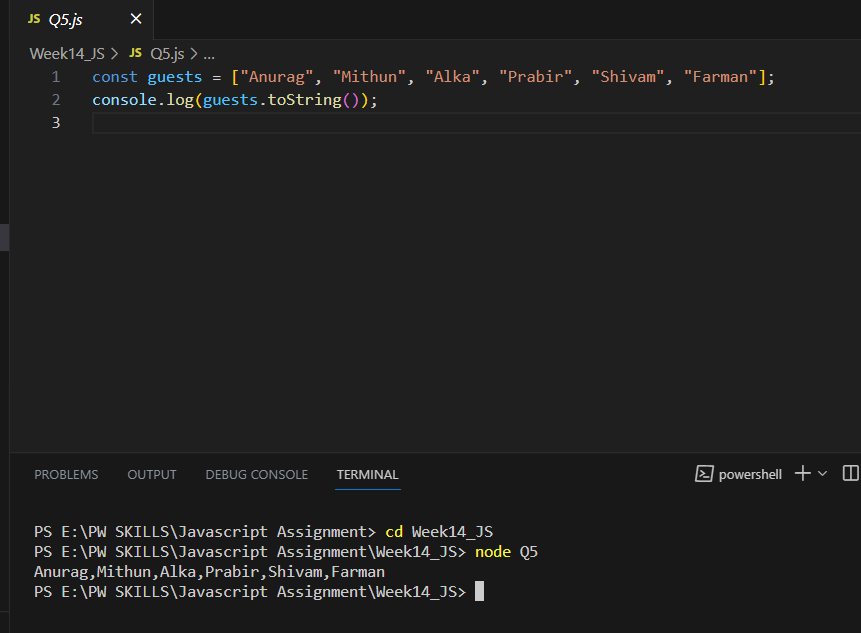 JS Q5.js
Week14_JS > JS Q5.js > ...
1 const guests = ["Anurag", "Mithun", "Alka", "Prabir", "Shivam", "Farman"];
2 console.log(guests.toString());
3
PROBLEMS OUTPUT DEBUG CONSOLE TERMINAL powershell
PS E:\PW SKILLS\Javascript Assignment> cd Week14_JS
PS E:\PW SKILLS\Javascript Assignment\Week14_JS> node Q5
Anurag,Mithun,Alka,Prabir,Shivam,Farman
PS E:\PW SKILLS\Javascript Assignment\Week14_JS>